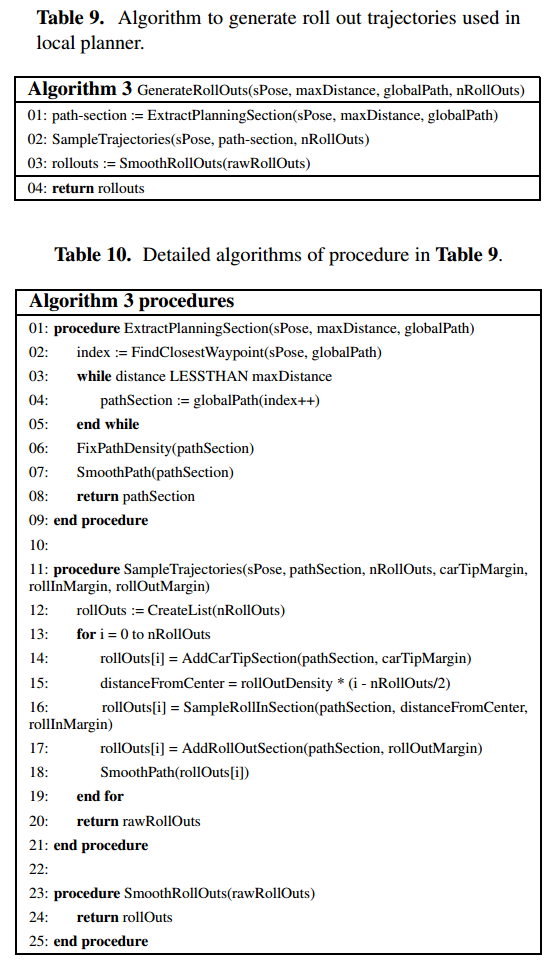 Table 9. Algorithm to generate roll out trajectories used in
local planner.
Algorithm 3 GenerateRollOuts(sPose, maxDistance, globalPath, nRollOuts)
01: path-section := ExtractPlanningSection(sPose, maxDistance, globalPath)
02: SampleTrajectories(sPose, path-section, nRollOuts)
03: rollouts := SmoothRollOuts(rawRollOuts)
04: return rollouts
Table 10. Detailed algorithms of procedure in Table 9.
Algorithm 3 procedures
01: procedure ExtractPlanningSection(sPose, maxDistance, globalPath)
02: index := FindClosestWaypoint(sPose, globalPath)
03: while distance LESSTHAN maxDistance
04: pathSection := globalPath(index++)
05: end while
06: FixPathDensity(pathSection)
07: SmoothPath(pathSection)
08: return pathSection
09: end procedure
10:
11: procedure SampleTrajectories(sPose, pathSection, nRollOuts, carTipMargin,
rollInMargin, rollOutMargin)
12: rollOuts := CreateList(nRollOuts)
13: for i = 0 to nRollOuts
14: rollOuts[i] = AddCarTipSection(pathSection, carTipMargin)
15: distanceFromCenter = rollOutDensity * (i - nRollOuts/2)
16: rollOuts[i] = SampleRollInSection(pathSection, distanceFromCenter,
rollInMargin)
17: rollOuts[i] = AddRollOutSection(pathSection, rollOutMargin)
18: SmoothPath(rollOuts[i])
19: end for
20: return rawRollOuts
21: end procedure
22:
23: procedure SmoothRollOuts(rawRollOuts)
24: return rollOuts
25: end procedure